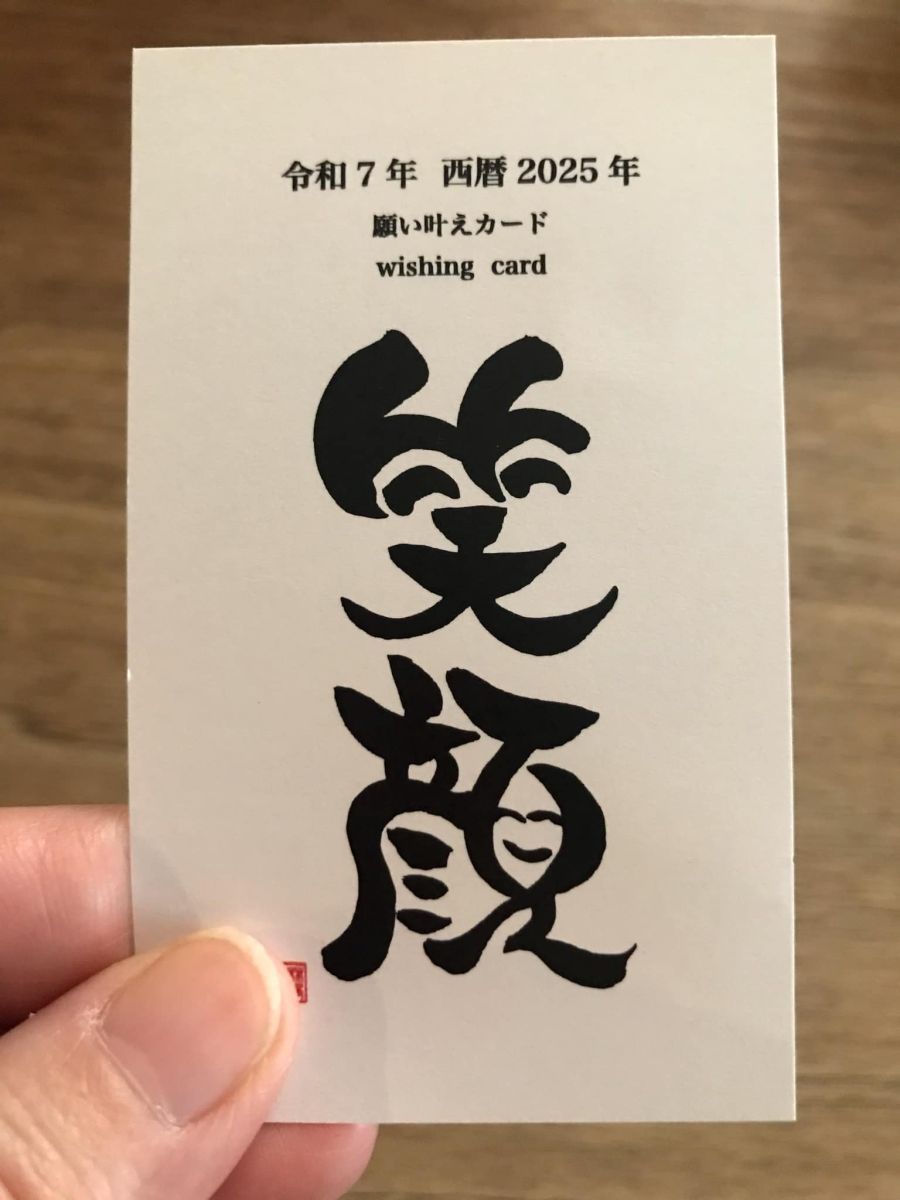 令和7年 西暦2025年
願い叶えカード
wishing card
笑
顔